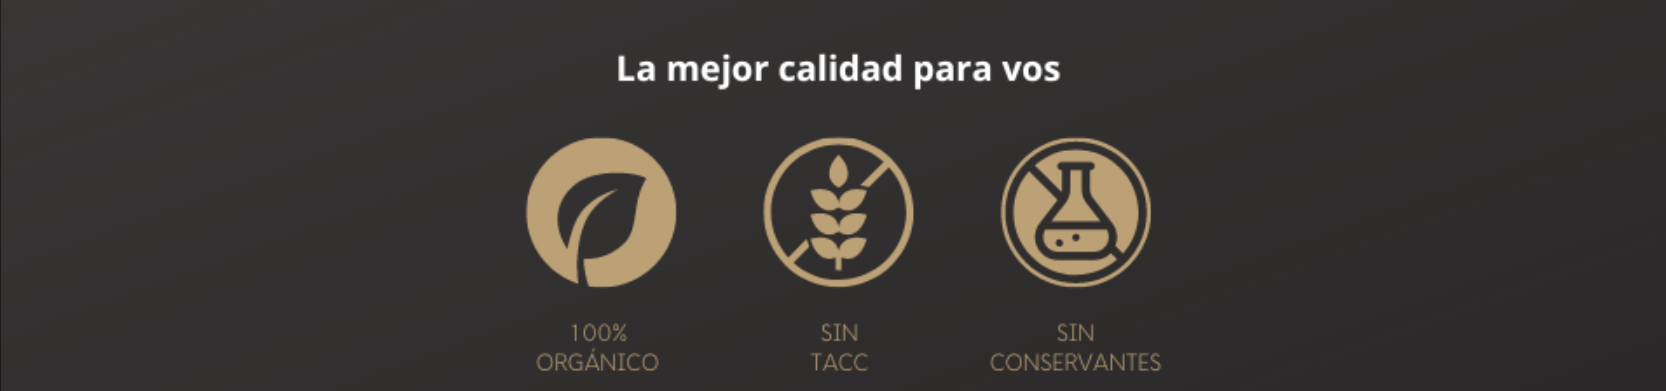 La mejor calidad para vos
100%
ORGÁNICO
SIN
TACC
SIN
CONSERVANTES